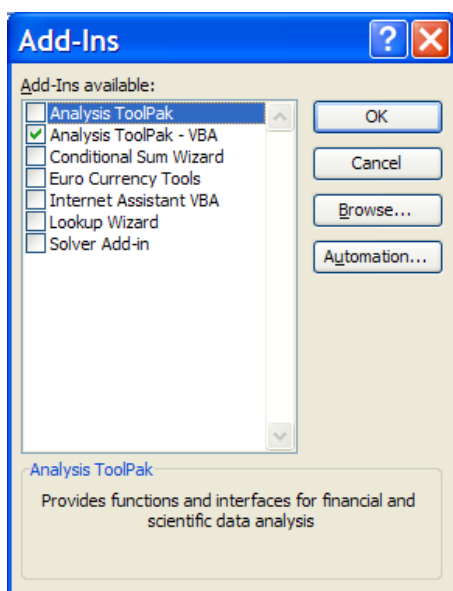 Add-Ins
Add-Ins available:
Analysis ToolPak
Analysis ToolPak - VBA
Conditional Sum Wizard
Euro Currency Tools
Internet Assistant VBA
Lookup Wizard
Solver Add-in
OK
Cancel
Browse...
Automation...
Analysis ToolPak
Provides functions and interfaces for financial and
scientific data analysis